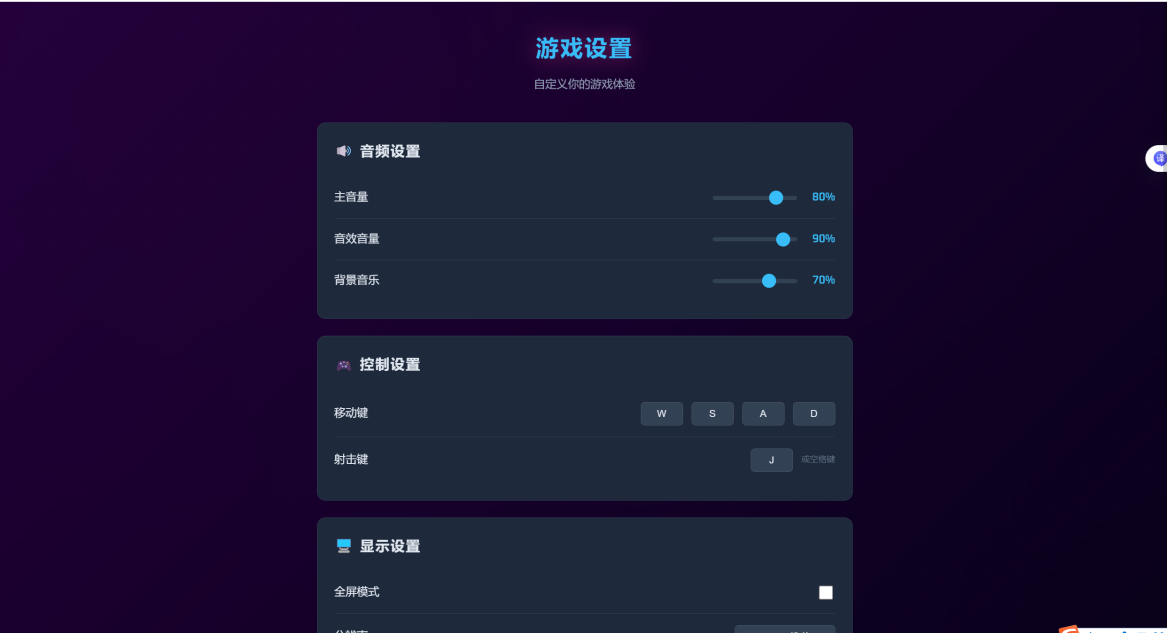 游戏设置
自定义你的游戏体验
音频设置
主音量 80%
音效音量 90%
背景音乐 70%
控制设置
移动键 W S A D
射击键 J 或空格键
显示设置
全屏模式
译